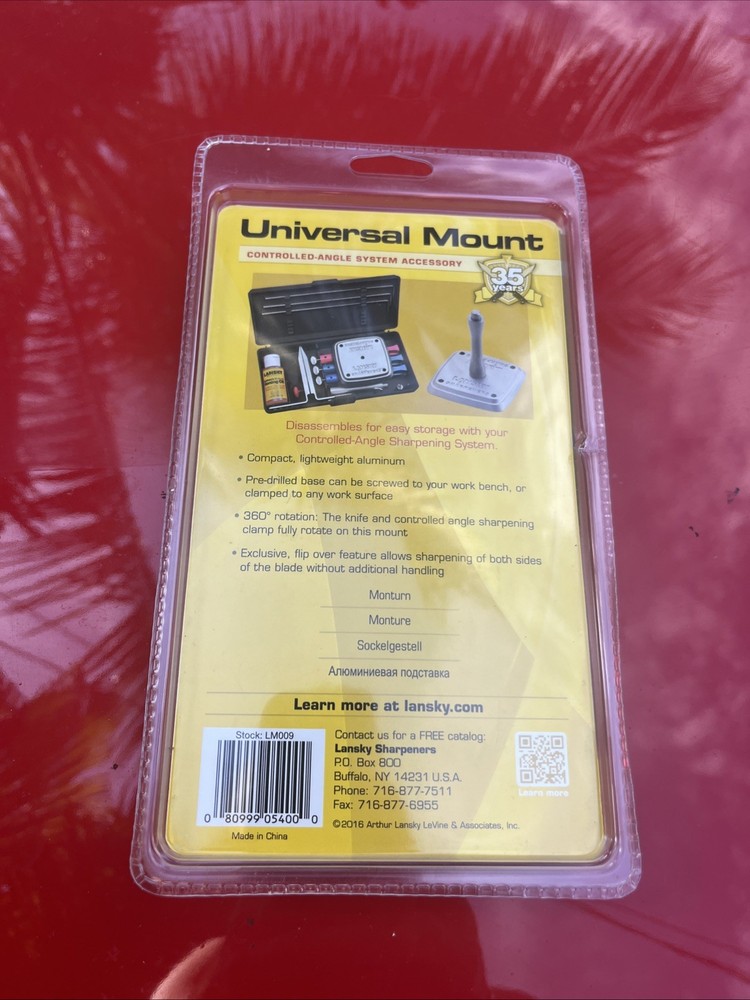 Universal Mount
CONTROLLED-ANGLE SYSTEM ACCESSORY
35
years
LANSKY
Disassembles for easy storage with your
Controlled-Angle Sharpening System.
• Compact, lightweight aluminum
• Pre-drilled base can be screwed to your work bench, or
clamped to any work surface
• 360° rotation: The knife and controlled angle sharpening
clamp fully rotate on this mount
• Exclusive, flip over feature allows sharpening of both sides
of the blade without additional handling
Monturn
Monture
Sockelgestell
Алюминиевая подставка
Learn more at lansky.com
Stock: LM009
0 80999 05400 0
Made in China
Contact us for a FREE catalog:
Lansky Sharpeners
P.O. Box 800
Buffalo, NY 14231 U.S.A.
Phone: 716-877-7511
Fax: 716-877-6955
©2016 Arthur Lansky LeVine & Associates, Inc.
Learn more